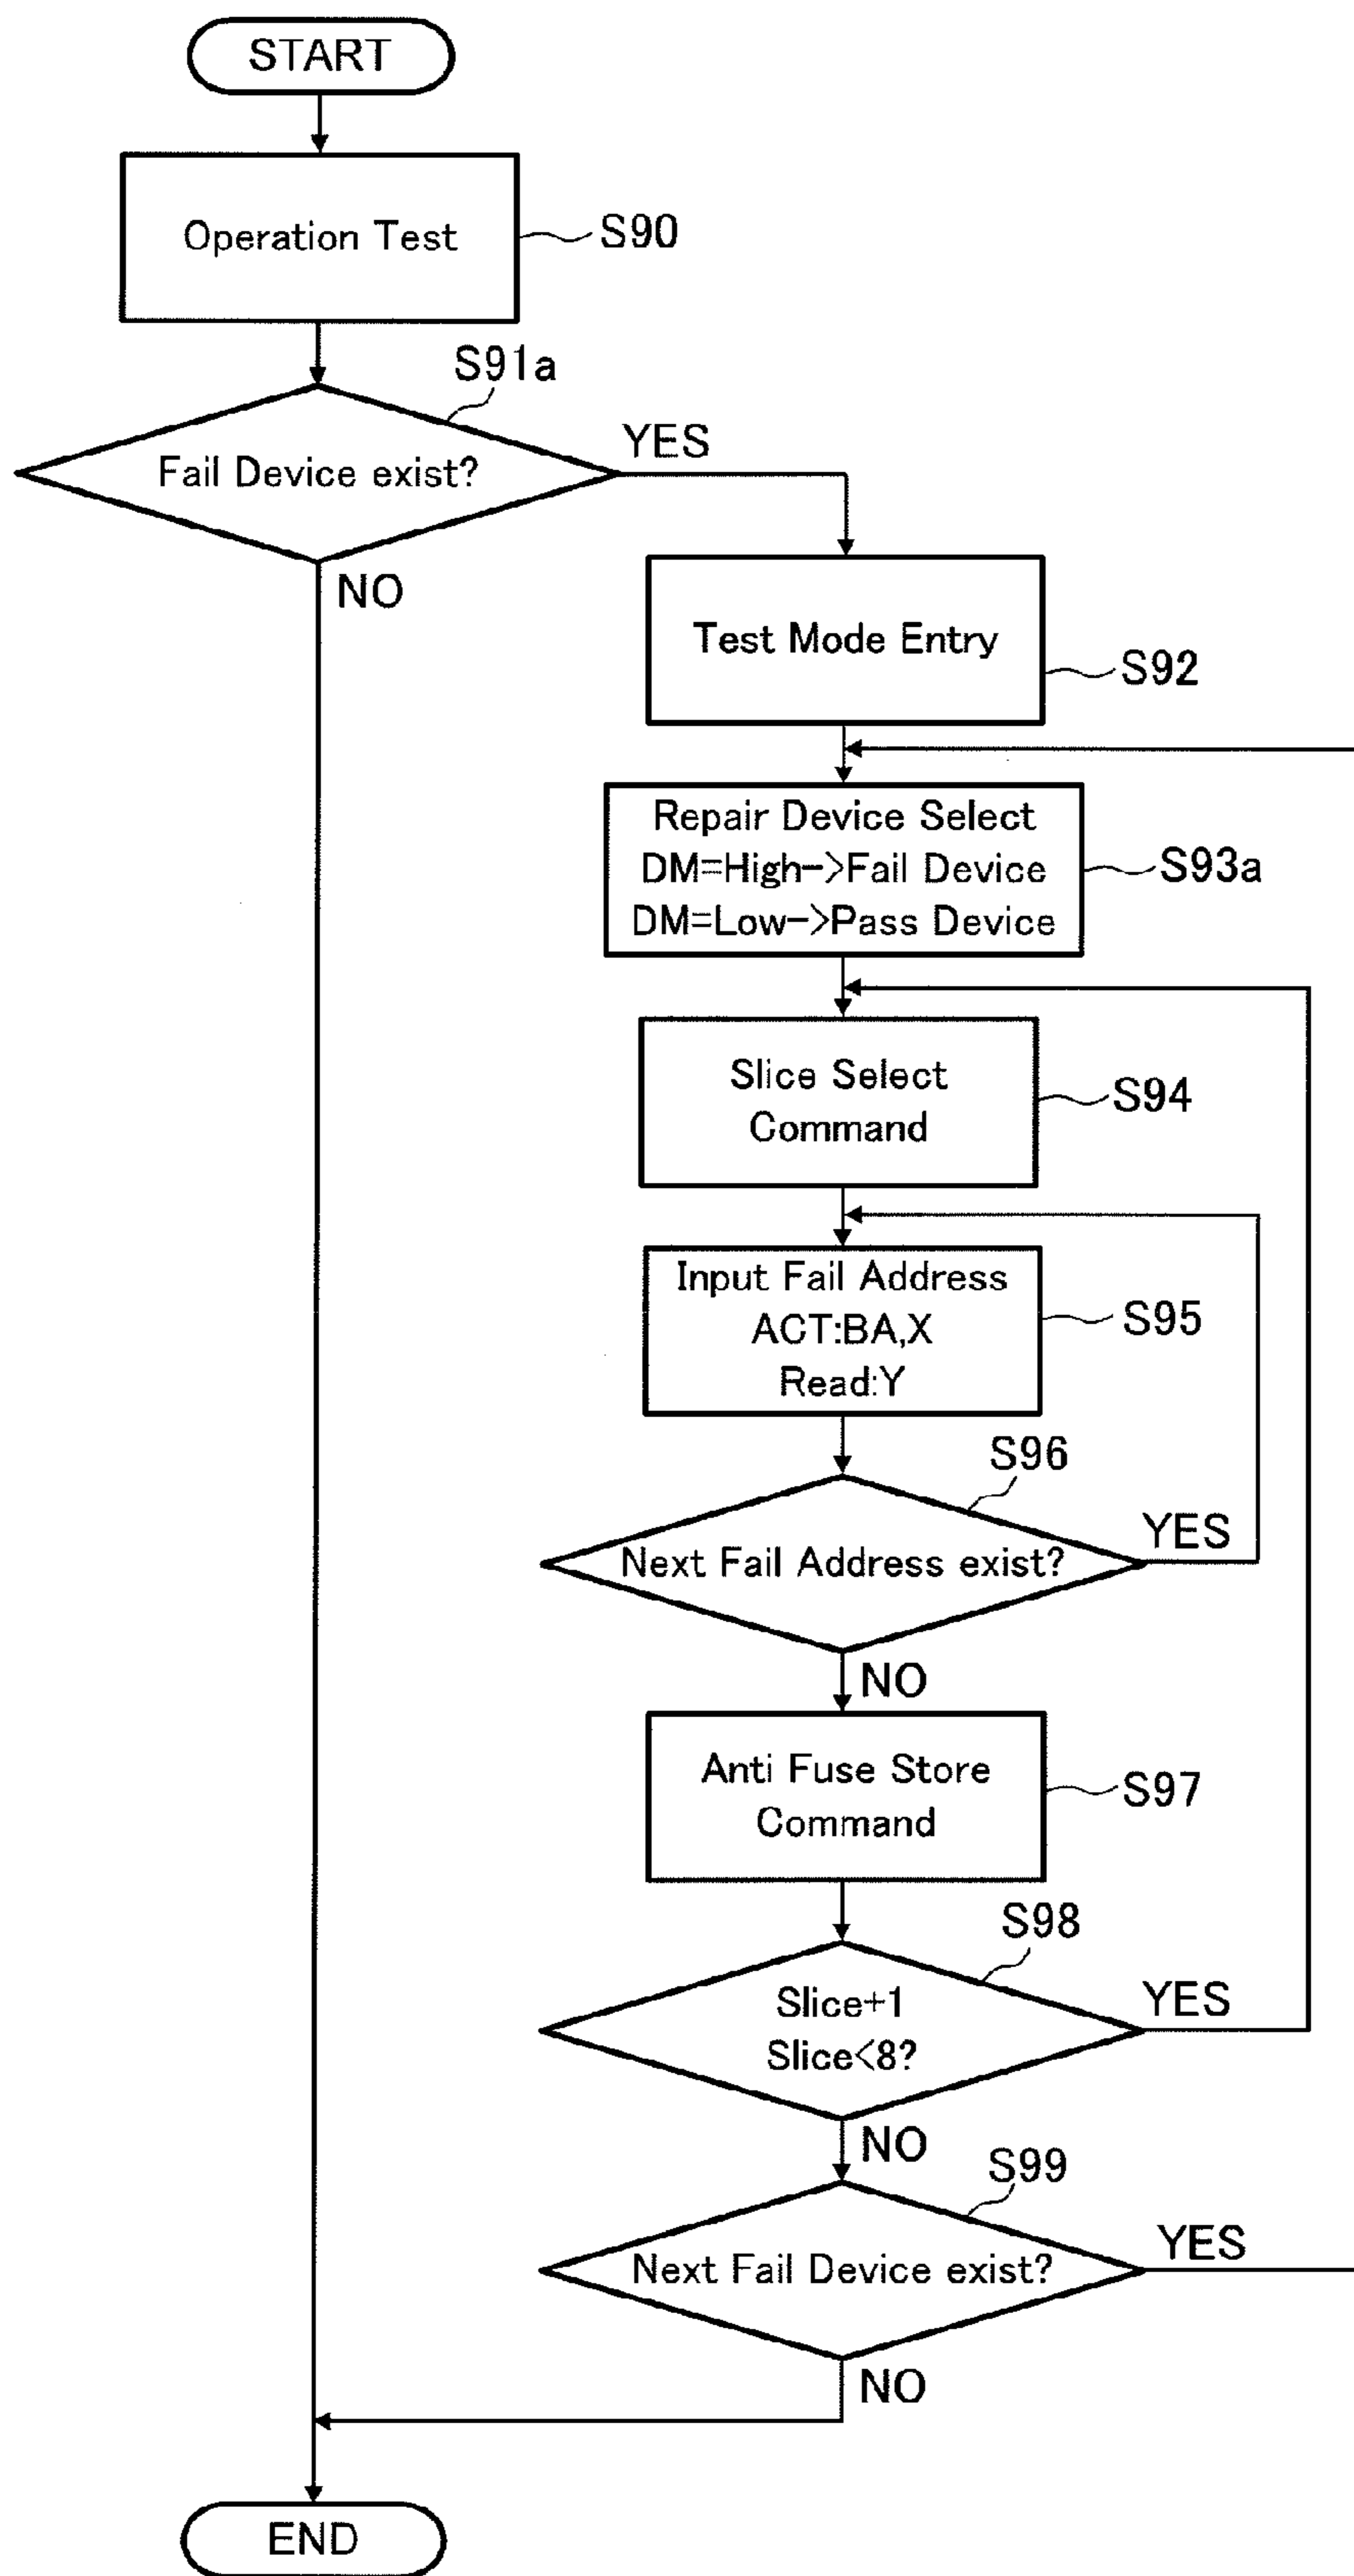 START
Operation Test
S90
S91a
Fail Device exist?
YES
NO
Test Mode Entry
S92
Repair Device Select
DM=High->Fail Device
DM=Low->Pass Device
S93a
Slice Select
Command
S94
Input Fail Address
ACT:BA,X
Read:Y
S95
S96
Next Fail Address exist?
YES
NO
Anti Fuse Store
Command
S97
S98
Slice+1
Slice<8?
YES
NO
S99
Next Fail Device exist?
YES
NO
END